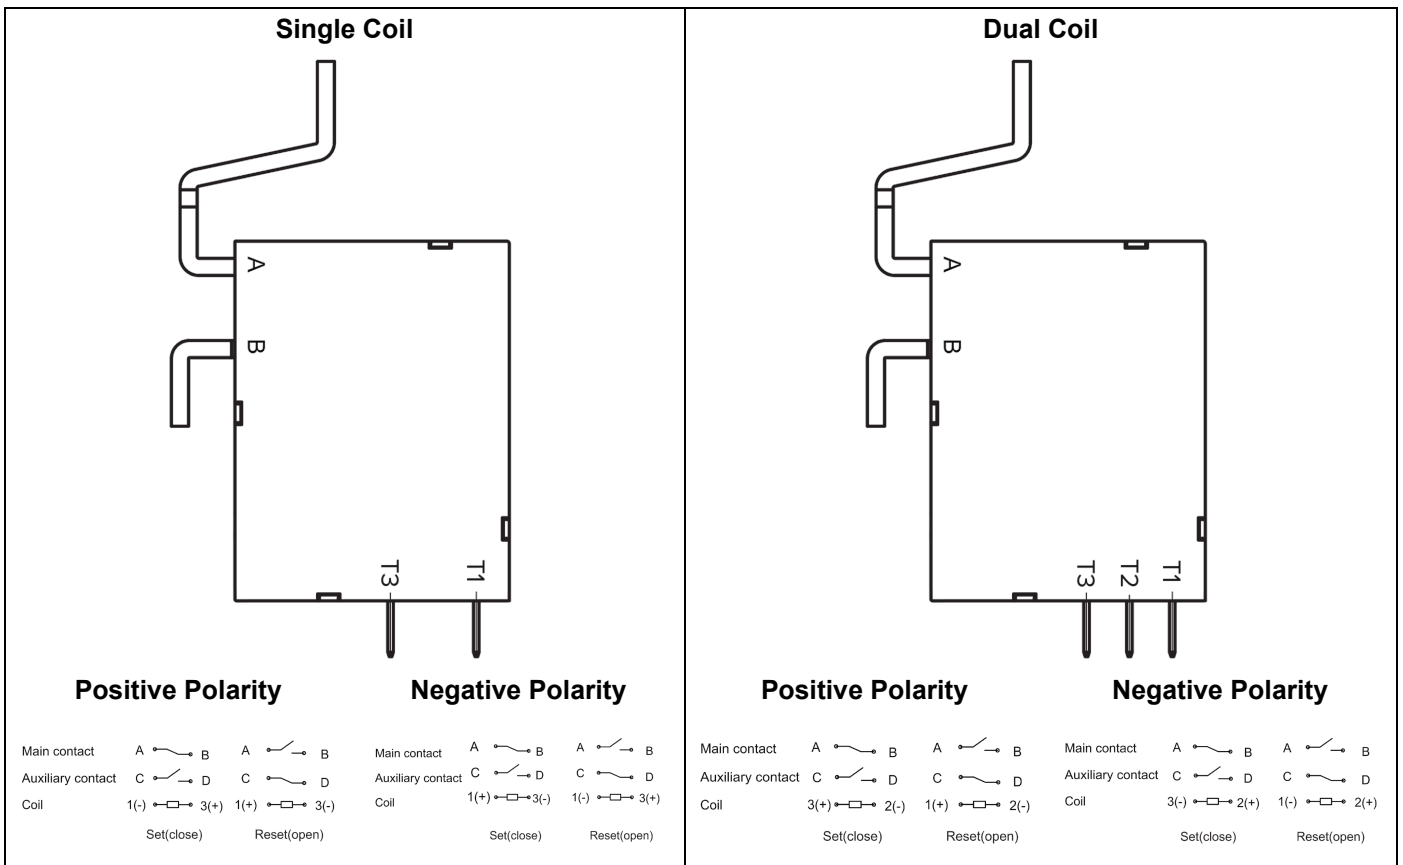 Single Coil
A
B
T3 T1
Positive Polarity Negative Polarity
Main contact A B A B
Auxiliary contact C D C D
Coil 1(-) 3(+) 1(+) 3(-)
Set(close) Reset(open)
Main contact A B A B
Auxiliary contact C D C D
Coil 1(+) 3(-) 1(-) 3(+)
Set(close) Reset(open)
Dual Coil
A
B
T3 T2 T1
Positive Polarity Negative Polarity
Main contact A B A B
Auxiliary contact C D C D
Coil 3(+) 2(-) 1(+) 2(-)
Set(close) Reset(open)
Main contact A B A B
Auxiliary contact C D C D
Coil 3(-) 2(+) 1(-) 2(+)
Set(close) Reset(open)